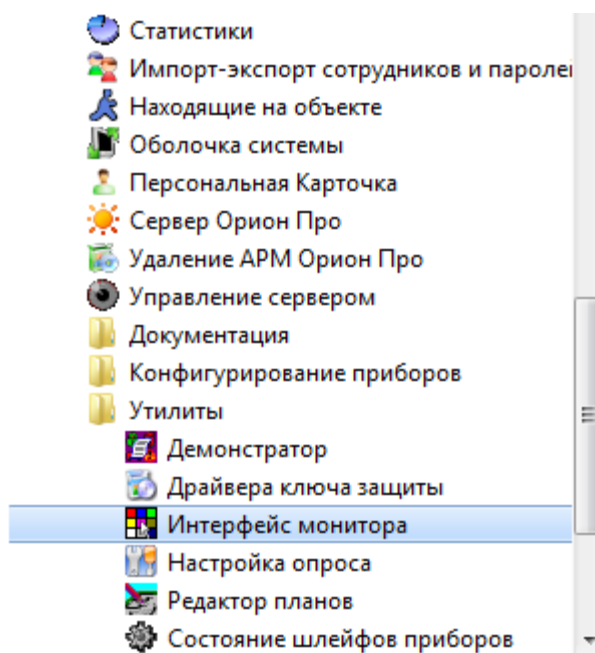 Статистики
Импорт-экспорт сотрудников и пароле
Находящие на объекте
Оболочка системы
Персональная Карточка
Сервер Орион Про
Удаление АРМ Орион Про
Управление сервером
Документация
Конфигурирование приборов
Утилиты
Демонстратор
Драйвера ключа защиты
Интерфейс монитора
Настройка опроса
Редактор планов
Состояние шлейфов приборов